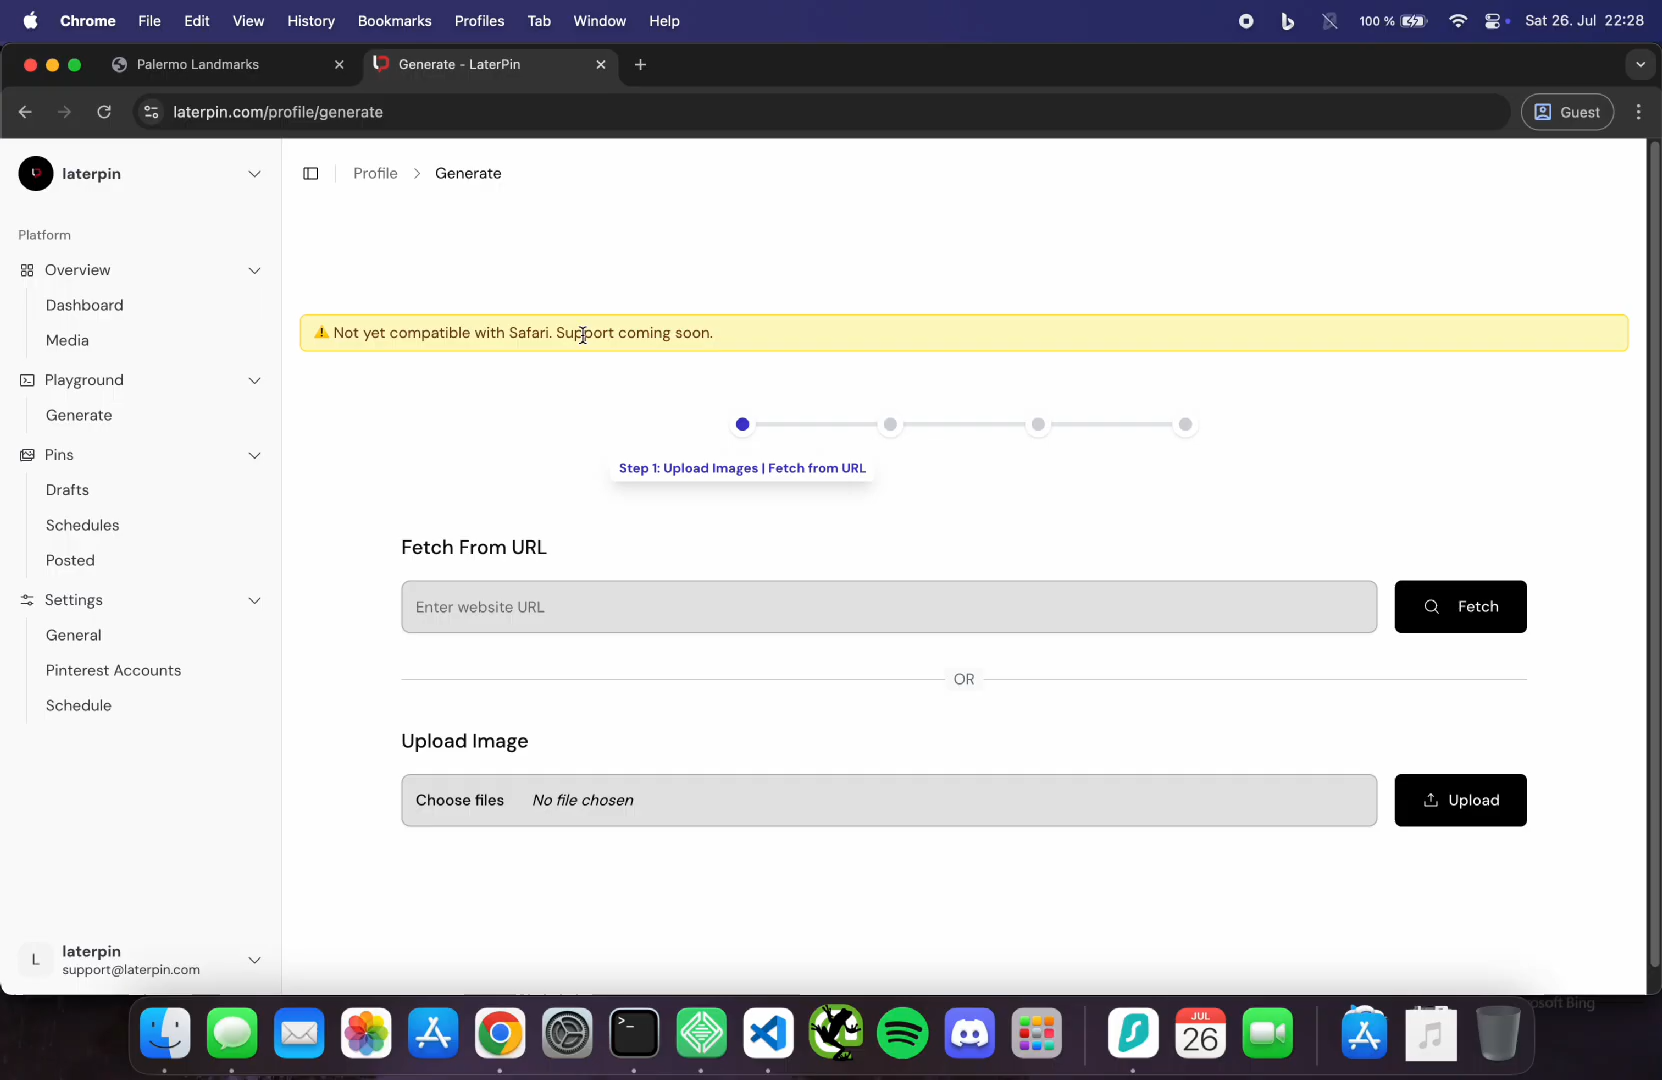 Chrome File Edit View History Bookmarks Profiles Tab Window Help 100 % Sat 26. Jul 22:28
Palermo Landmarks Generate - LaterPin
laterpin.com/profile/generate Guest
laterpin
Platform
Overview
Dashboard
Media
Playground
Generate
Pins
Drafts
Schedules
Posted
Settings
General
Pinterest Accounts
Schedule
L laterpin
support@laterpin.com
Profile > Generate
Not yet compatible with Safari. Support coming soon.
Step 1: Upload Images | Fetch from URL
Fetch From URL
Enter website URL Fetch
OR
Upload Image
Choose files No file chosen Upload
JUL
26